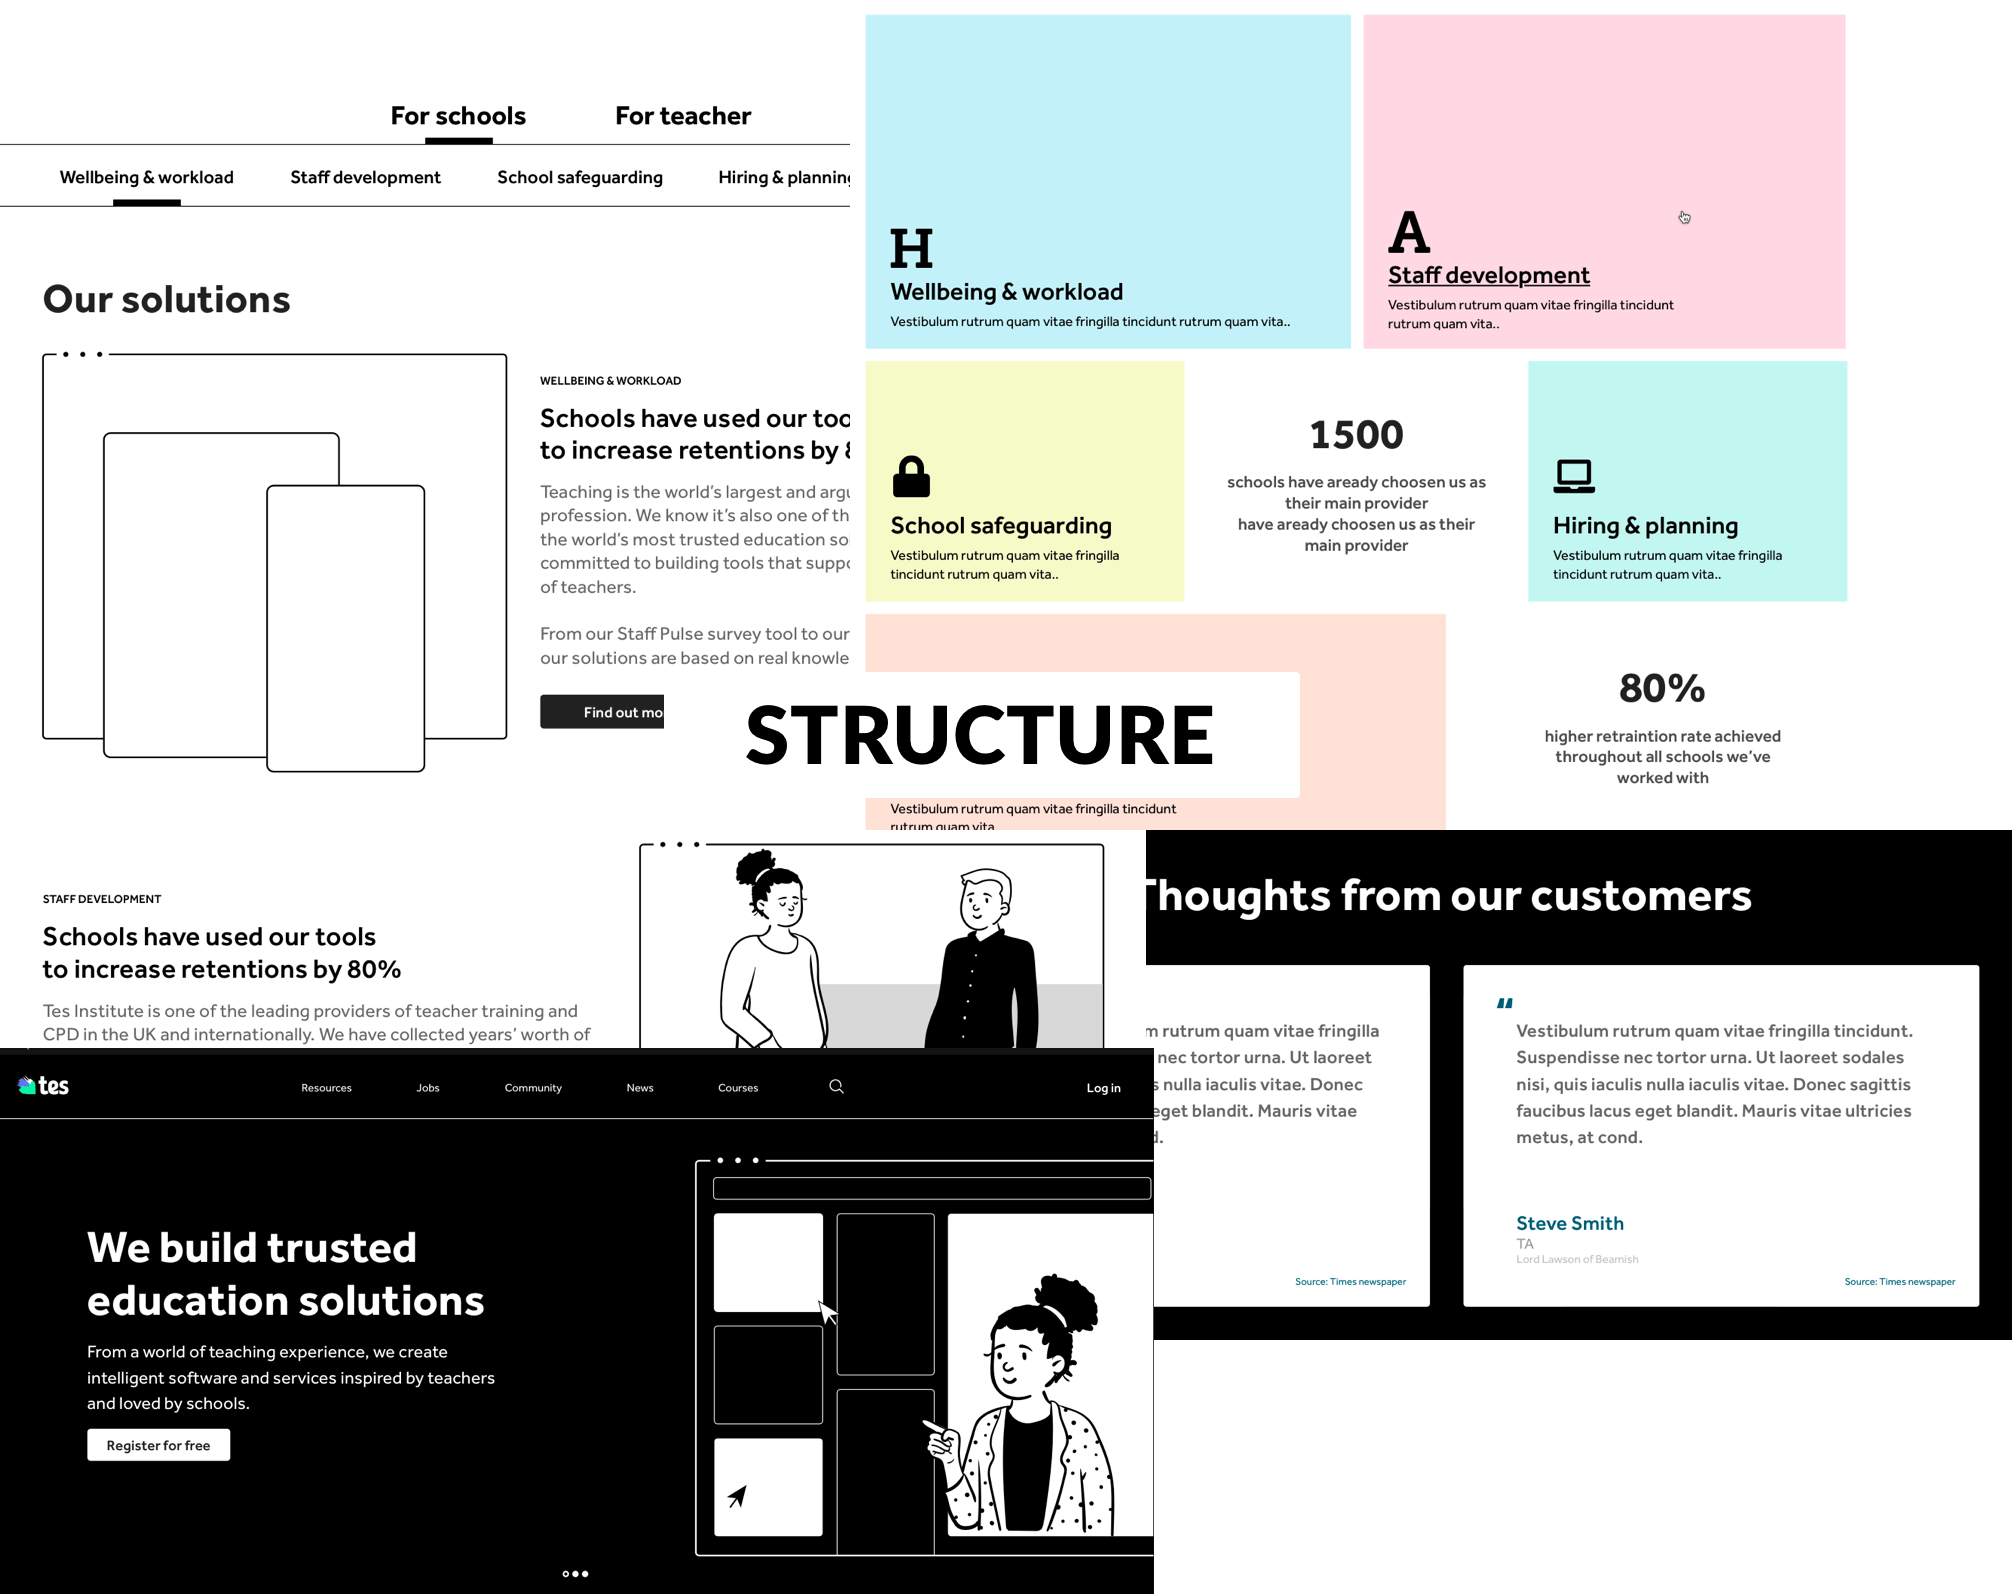 For schools
For teacher
Wellbeing & workload
Staff development
School safeguarding
Hiring & planning
Our solutions
WELLBEING & WORKLOAD
Schools have used our
to increase retentions by
Teaching is the world's largest and
profession. We know it's also one of
the world's most trusted education
committed to building tools that
of teachers.
From our Staff Pulse survey tool to our
our solutions are based on real
Find out
H
Wellbeing & workload
Vestibulum rutrum quam vitae fringilla tincidunt rutrum quam vita..
A
Staff development
Vestibulum rutrum quam vitae fringilla tincidunt
rutrum quam vita..
School safeguarding
Vestibulum rutrum quam vitae fringilla
tincidunt rutrum quam vita..
1500
schools have aready choosen us as
their main provider
have aready choosen us as their
main provider
Hiring & planning
Vestibulum rutrum quam vitae fringilla
tincidunt rutrum quam vita..
STRUCTURE
Vestibulum rutrum quam vitae fringilla tincidunt
rutrum quam vita
80%
higher retraintion rate achieved
throughout all schools we've
worked with
STAFF DEVELOPMENT
Schools have used our tools
to increase retentions by 80%
Tes Institute is one of the leading providers of teacher training and
CPD in the UK and internationally. We have collected years' worth of
Thoughts from our customers
rutrum quam vitae fringilla
nec tortor urna. Ut laoreet
nulla iaculis vitae. Donec
eget blandit. Mauris vitae
Source: Times newspaper
“
Vestibulum rutrum quam vitae fringilla tincidunt.
Suspendisse nec tortor urna. Ut laoreet sodales
nisi, quis iaculis nulla iaculis vitae. Donec sagittis
faucibus lacus eget blandit. Mauris vitae ultricies
metus, at cond.
Steve Smith
TA
Lord Lawson of Beamish
Source: Times newspaper
tes
Resources
Jobs
Community
News
Courses
Log in
We build trusted
education solutions
From a world of teaching experience, we create
intelligent software and services inspired by teachers
and loved by schools.
Register for free